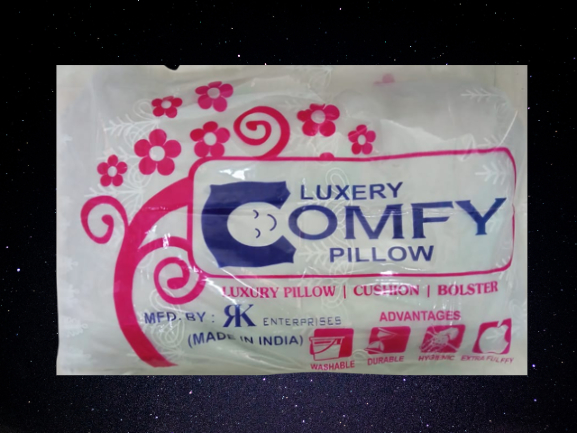 LUXERY
COMFY
PILLOW
LUXURY PILLOW | CUSHION | BOLSTER
MFD. BY : RK ENTERPRISES
(MADE IN INDIA)
ADVANTAGES
WASHABLE DURABLE HYGIENIC EXTRA FULFFY